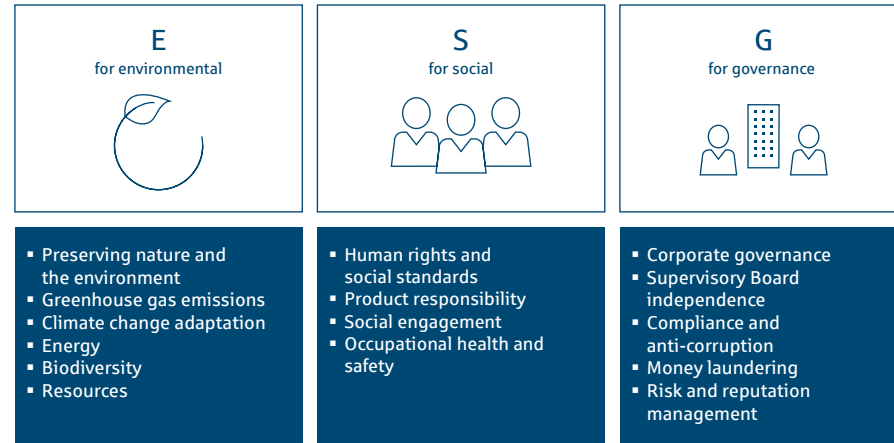 E
for environmental
S
for social
G
for governance
▪ Preserving nature and
the environment
▪ Greenhouse gas emissions
▪ Climate change adaptation
▪ Energy
▪ Biodiversity
▪ Resources
▪ Human rights and
social standards
▪ Product responsibility
▪ Social engagement
▪ Occupational health and
safety
▪ Corporate governance
▪ Supervisory Board
independence
▪ Compliance and
anti-corruption
▪ Money laundering
▪ Risk and reputation
management